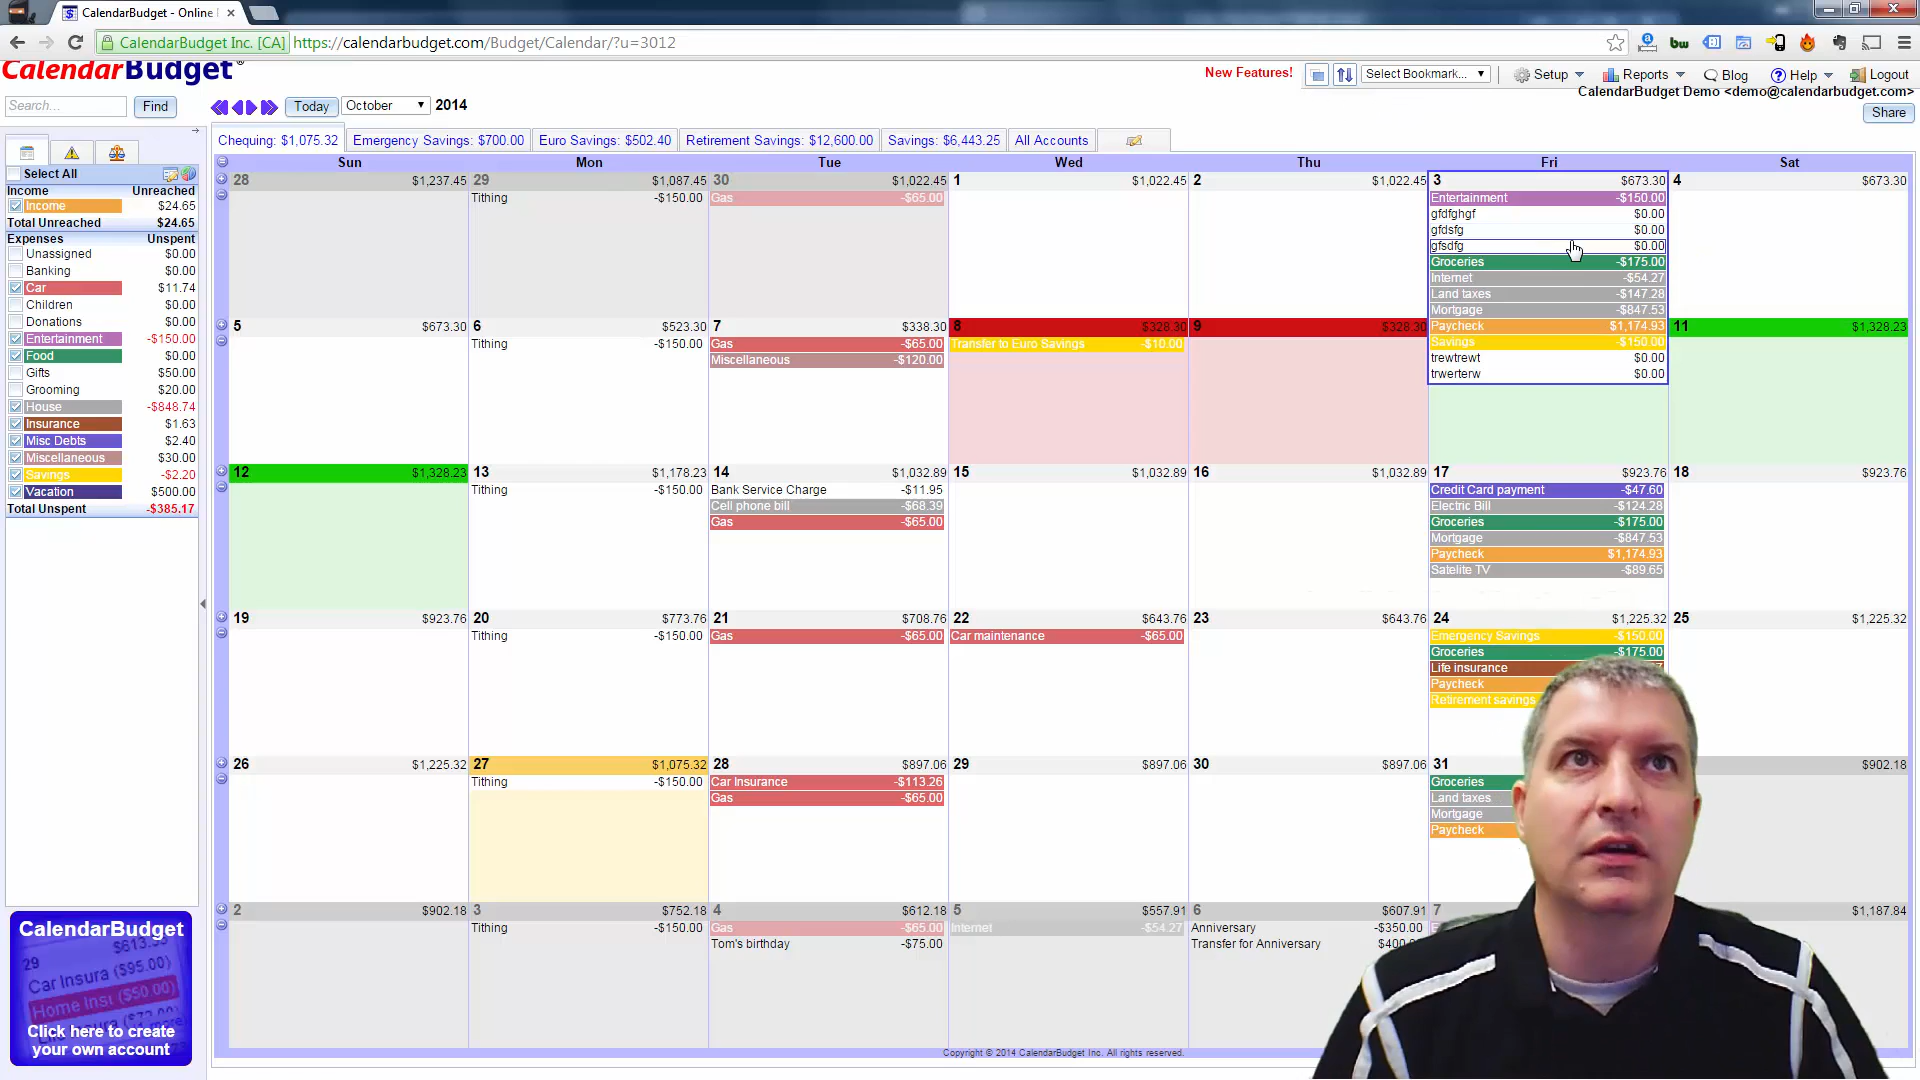 CalendarBudget - Online
CalendarBudget Inc. [CA] https://calendarbudget.com/Budget/Calendar/?u=3012
CalendarBudget®
New Features! Select Bookmark... Setup Reports Blog Help Logout
CalendarBudget Demo <demo@calendarbudget.com>
Search... Find Today October 2014 Share
Chequing: $1,075.32 Emergency Savings: $700.00 Euro Savings: $502.40 Retirement Savings: $12,600.00 Savings: $6,443.25 All Accounts
Select All
Income Unreached
Income $24.65
Total Unreached $24.65
Expenses Unspent
Unassigned $0.00
Banking $0.00
Car $11.74
Children $0.00
Donations $0.00
Entertainment -$150.00
Food $0.00
Gifts $50.00
Grooming $20.00
House -$848.74
Insurance $1.63
Misc Debts $2.40
Miscellaneous $30.00
Savings -$2.20
Vacation $500.00
Total Unspent -$385.17
CalendarBudget
$613.
29
Car Insura ($95.00)
Home Inst ($50.00)
Click here to create
your own account
Sun Mon Tue Wed Thu Fri Sat
28 $1,237.45
29 $1,087.45
Tithing -$150.00
30 $1,022.45
Gas -$65.00
1 $1,022.45
2 $1,022.45
3 $673.30
Entertainment -$150.00
gfdfghgf $0.00
gfdsfg $0.00
gfsdfg $0.00
Groceries -$175.00
Internet -$54.27
Land taxes -$147.28
Mortgage -$847.53
Paycheck $1,174.93
Savings -$150.00
trewtrewt $0.00
trwerterw $0.00
4 $673.30
5 $673.30
6 $523.30
Tithing -$150.00
7 $338.30
Gas -$65.00
Miscellaneous -$120.00
8 $328.30
Transfer to Euro Savings -$10.00
9 $328.30
11 $1,328.23
12 $1,328.23
13 $1,178.23
Tithing -$150.00
14 $1,032.89
Bank Service Charge -$11.95
Cell phone bill -$68.39
Gas -$65.00
15 $1,032.89
16 $1,032.89
17 $923.76
Credit Card payment -$47.60
Electric Bill -$124.28
Groceries -$175.00
Mortgage -$847.53
Paycheck $1,174.93
Satelite TV -$89.65
18 $923.76
19 $923.76
20 $773.76
Tithing -$150.00
21 $708.76
Gas -$65.00
22 $643.76
Car maintenance -$65.00
23 $643.76
24 $1,225.32
Emergency Savings -$150.00
Groceries -$175.00
Life insurance
Paycheck
Retirement savings
25 $1,225.32
26 $1,225.32
27 $1,075.32
Tithing -$150.00
28 $897.06
Car Insurance -$113.26
Gas -$65.00
29 $897.06
30 $897.06
31
Groceries
Land taxes
Mortgage
Paycheck
$902.18
2 $902.18
3 $752.18
Tithing -$150.00
4 $612.18
Gas -$65.00
Tom's birthday -$75.00
5 $557.91
Internet -$54.27
6 $607.91
Anniversary -$350.00
Transfer for Anniversary $400.
7
$1,187.84
Copyright © 2014 CalendarBudget Inc. All rights reserved.